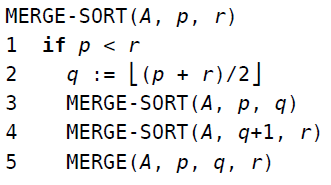 MERGE-SORT(A, p, r)
1 if p < r
2 q := ⌊(p + r)/2⌋
3 MERGE-SORT(A, p, q)
4 MERGE-SORT(A, q+1, r)
5 MERGE(A, p, q, r)